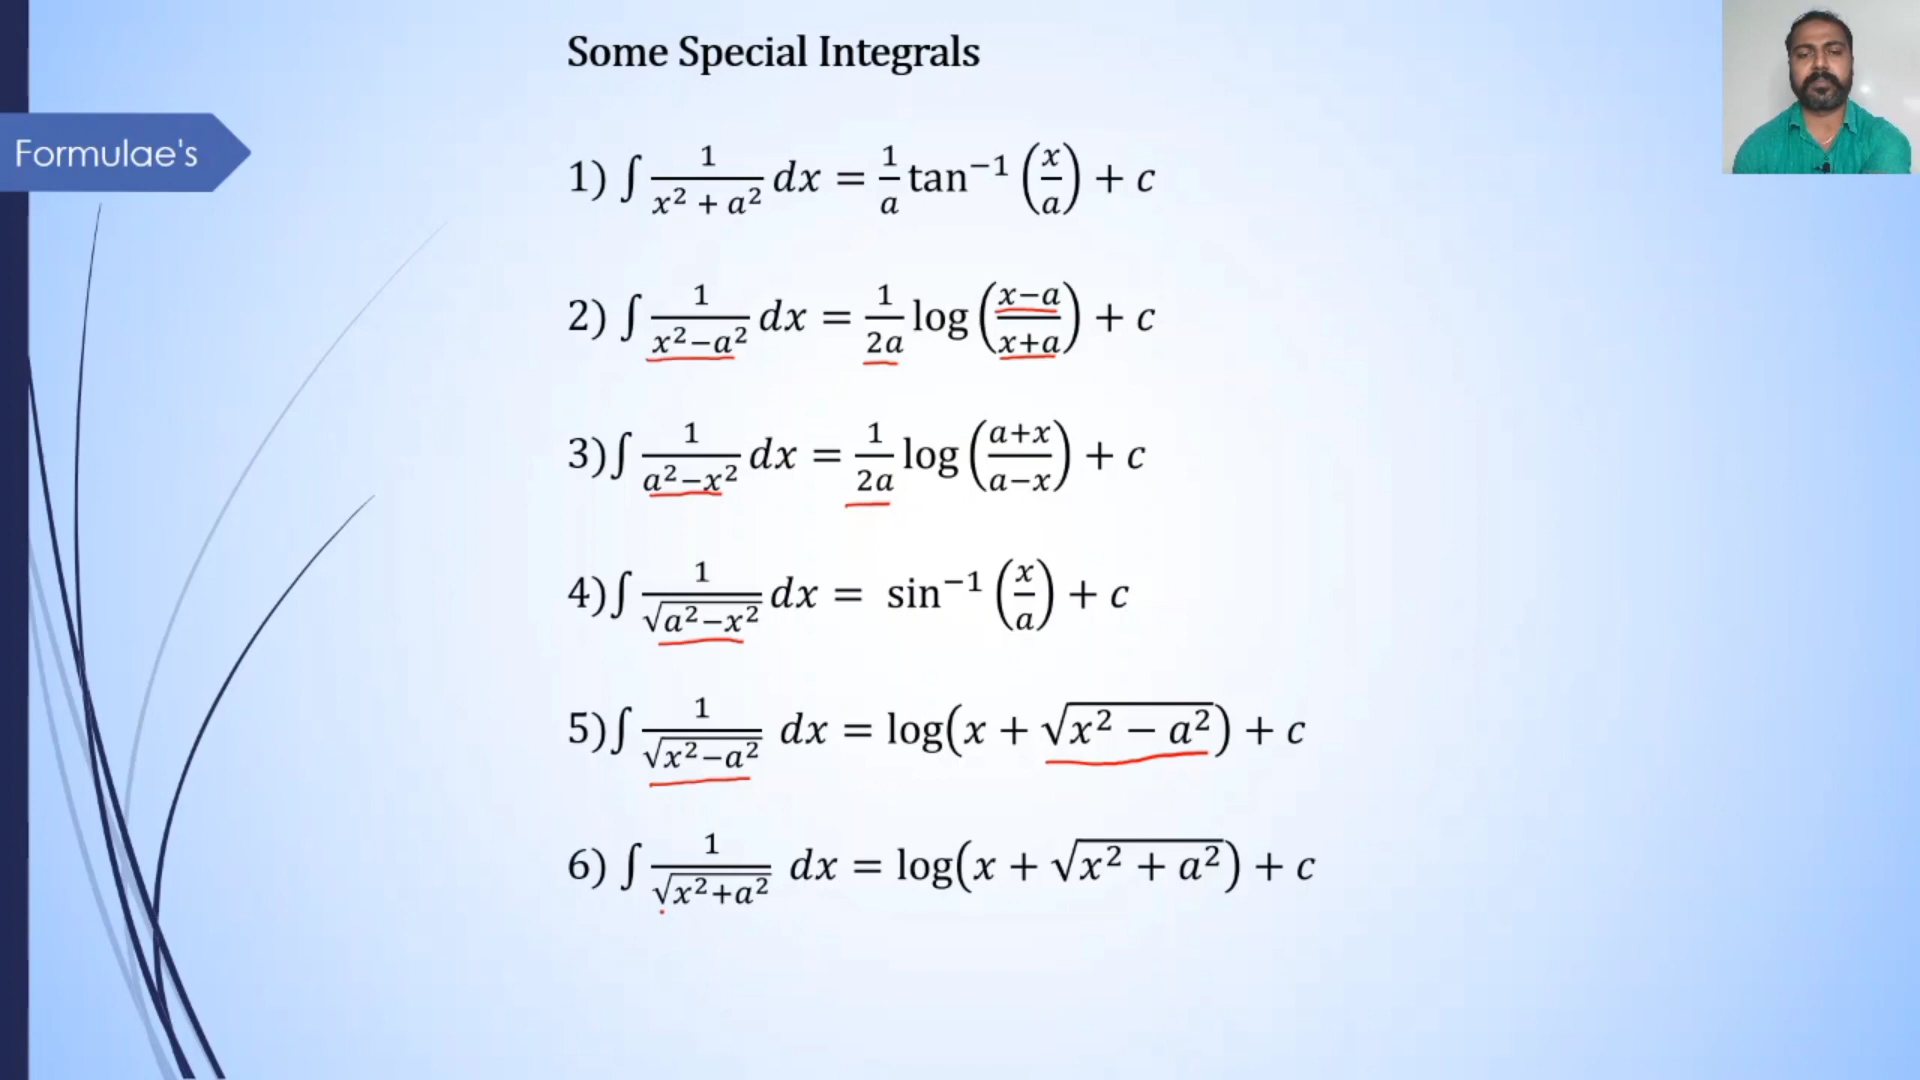 Some Special Integrals
Formulae's
1) ∫ 1/(x² + a²) dx = 1/a tan⁻¹ (x/a) + c
2) ∫ 1/(x²−a²) dx = 1/2a log ((x−a)/(x+a)) + c
3)∫ 1/(a²−x²) dx = 1/2a log ((a+x)/(a−x)) + c
4)∫ 1/√(a²−x²) dx = sin⁻¹ (x/a) + c
5)∫ 1/√(x²−a²) dx = log(x + √(x² − a²)) + c
6) ∫ 1/√(x²+a²) dx = log(x + √(x² + a²)) + c